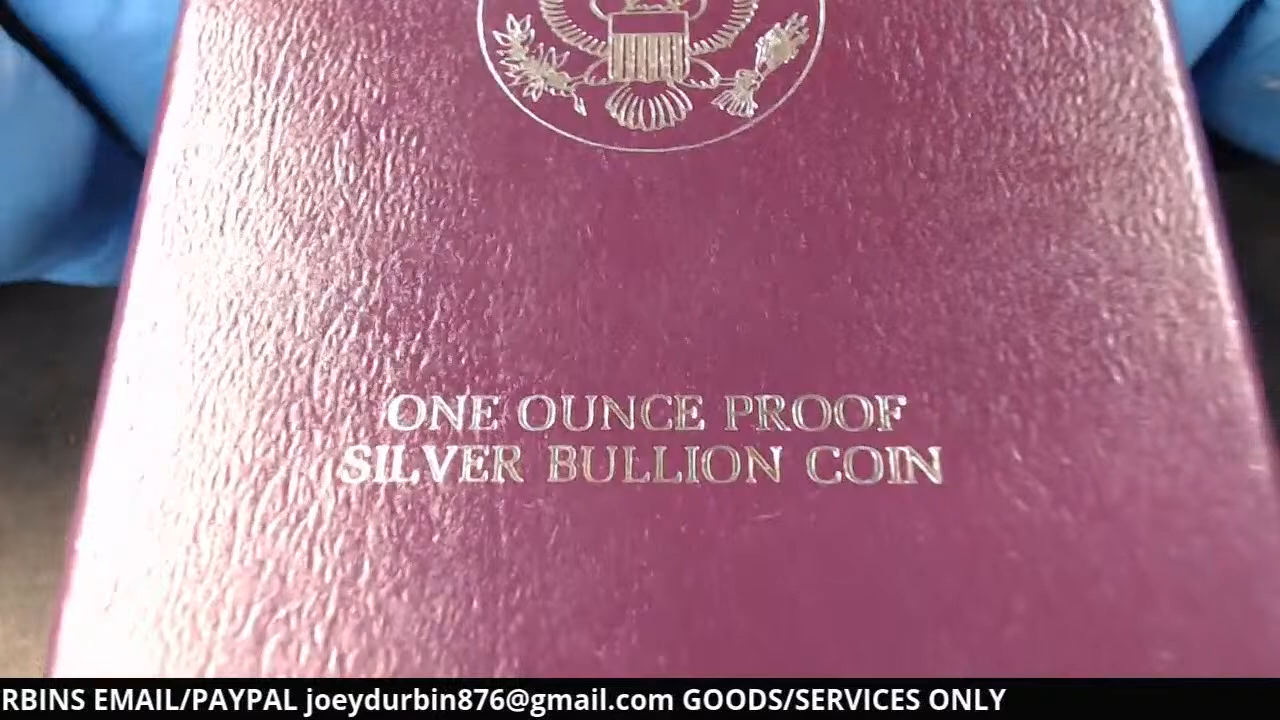 ONE OUNCE PROOF
SILVER BULLION COIN
RBINS EMAIL/PAYPAL joeydurbin876@gmail.com GOODS/SERVICES ONLY